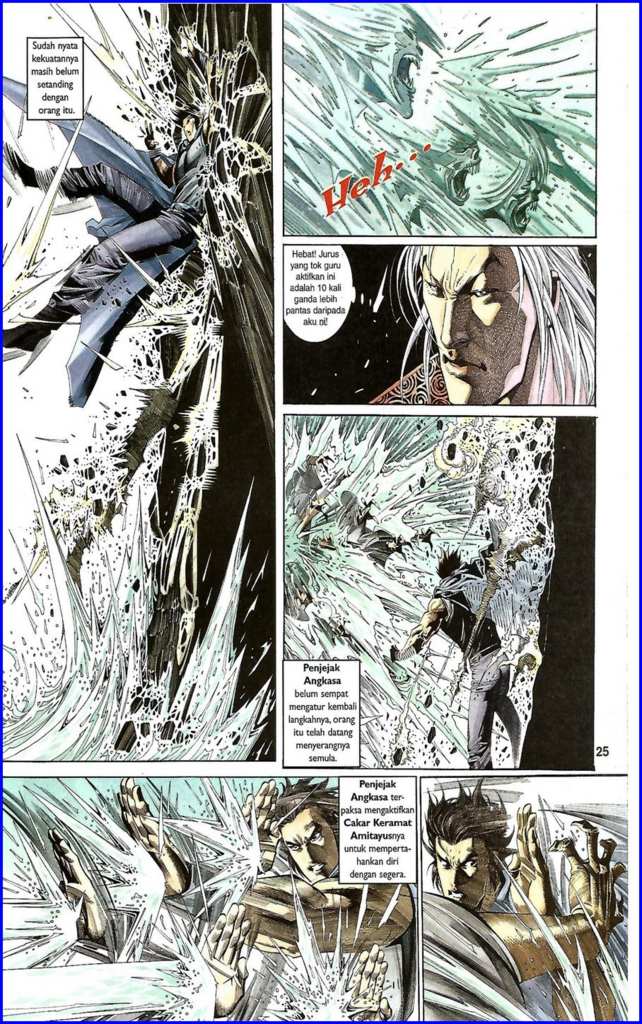 Sudah nyata
kekuatannya
masih belum
setanding
dengan
orang itu.
Heh...
Hebat! Jurus
yang tok guru
aktifkan ini
adalah 10 kali
ganda lebih
pantas daripada
aku ni!
Penjejak
Angkasa
belum sempat
mengatur kembali
langkahnya, orang
itu telah datang
menyerangnya
semula.
25
Penjejak
Angkasa ter-
paksa mengaktifkan
Cakar Keramat
Amitayusnya
untuk memperta-
hankan diri
dengan segera.